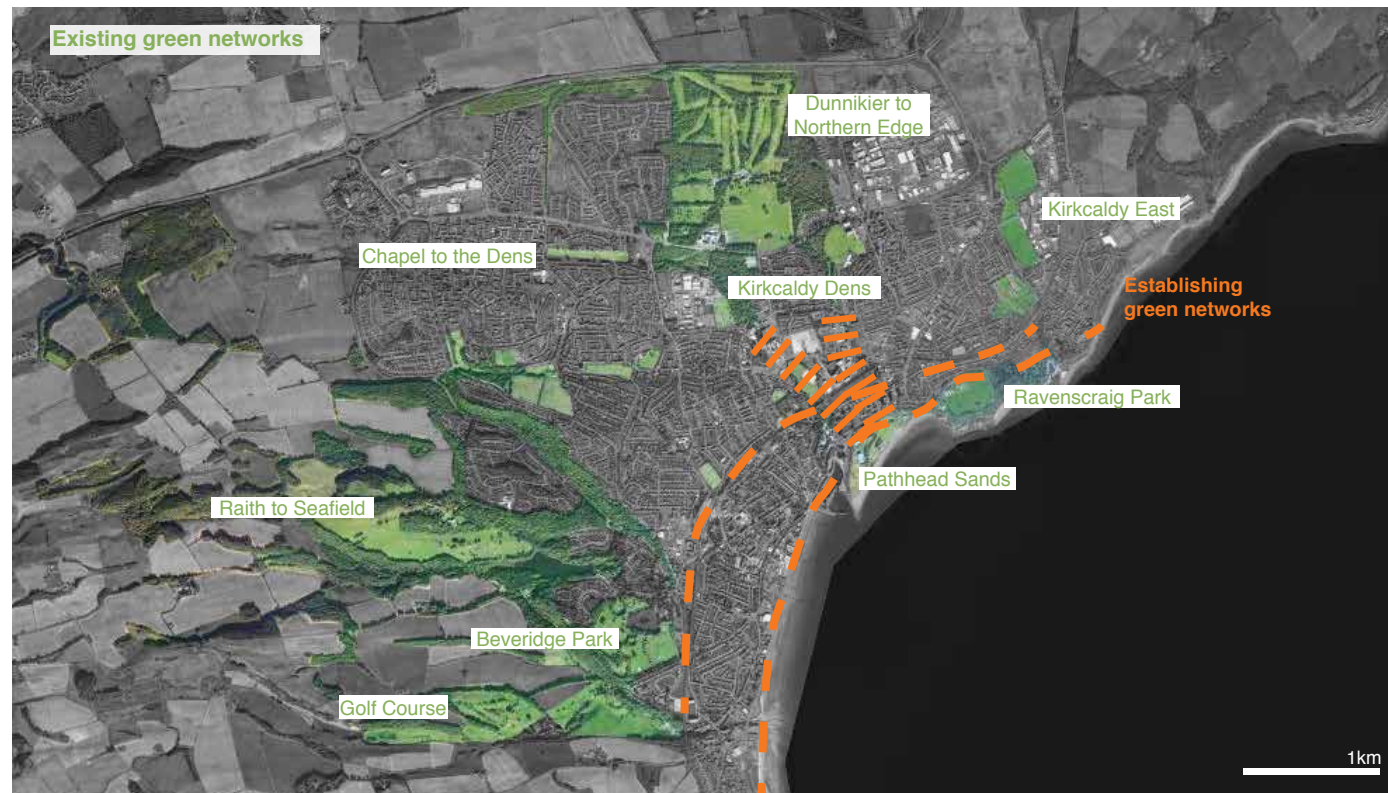 Existing green networks
Dunnikier to
Northern Edge
Kirkcaldy East
Chapel to the Dens
Kirkcaldy Dens
Establishing
green networks
Ravenscraig Park
Pathhead Sands
Raith to Seafield
Beveridge Park
Golf Course
1km